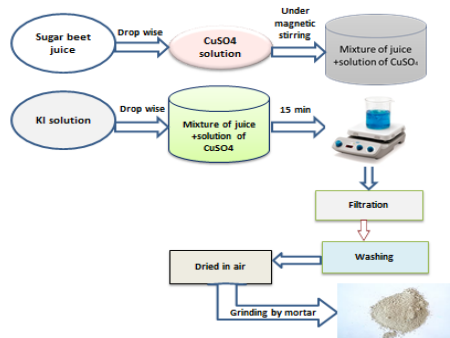 Sugar beet
juice
Drop wise
CuSO4
solution
Under
magnetic
stirring
Mixture of juice
+solution of CuSO₄
KI solution
Drop wise
Mixture of juice
+solution of
CuSO4
15 min
Filtration
Washing
Dried in air
Grinding by mortar